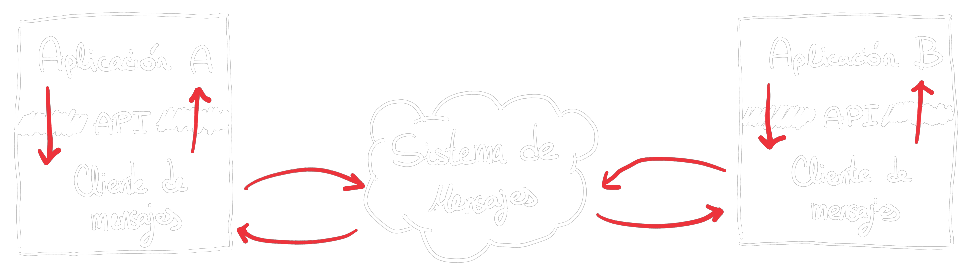 Aplicación A
API
Cliente de
mensajes
Sistema de
Mensajes
Aplicación B
API
Cliente de
mensajes